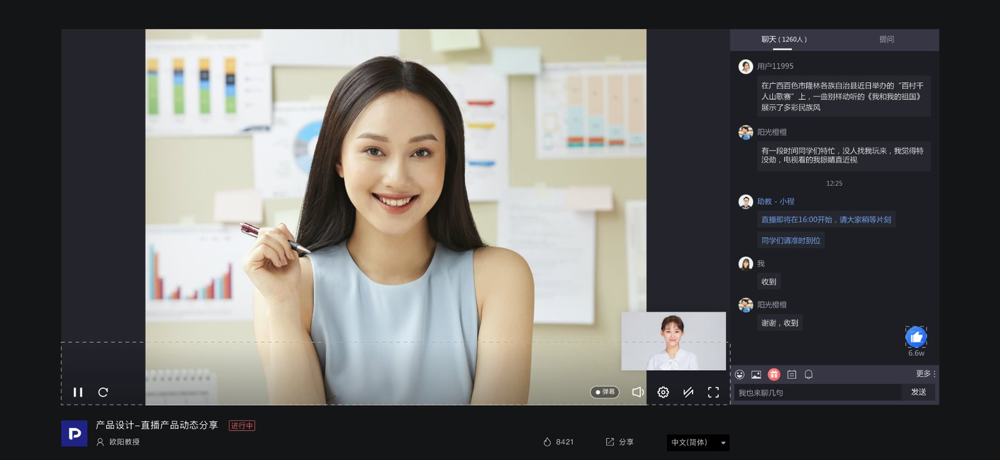 聊天 ( 1260人 )
提问
用户11995
在广西百色市隆林各族自治县近日举办的“百村千
人山歌赛”上，一曲别样动听的《我和我的祖国》
展示了多彩民族风
阳光橙橙
有一段时间同学们特忙，没人找我玩来，我觉得特
没劲，电视看的我眼睛直近视
12:25
助教 - 小程
直播即将在16:00开始，请大家稍等片刻
同学们请准时到位
我
收到
阳光橙橙
谢谢，收到
6.6w
更多
我也来聊几句
发送
弹幕
P
产品设计-直播产品动态分享
进行中
欧阳教授
8421
分享
中文(简体)